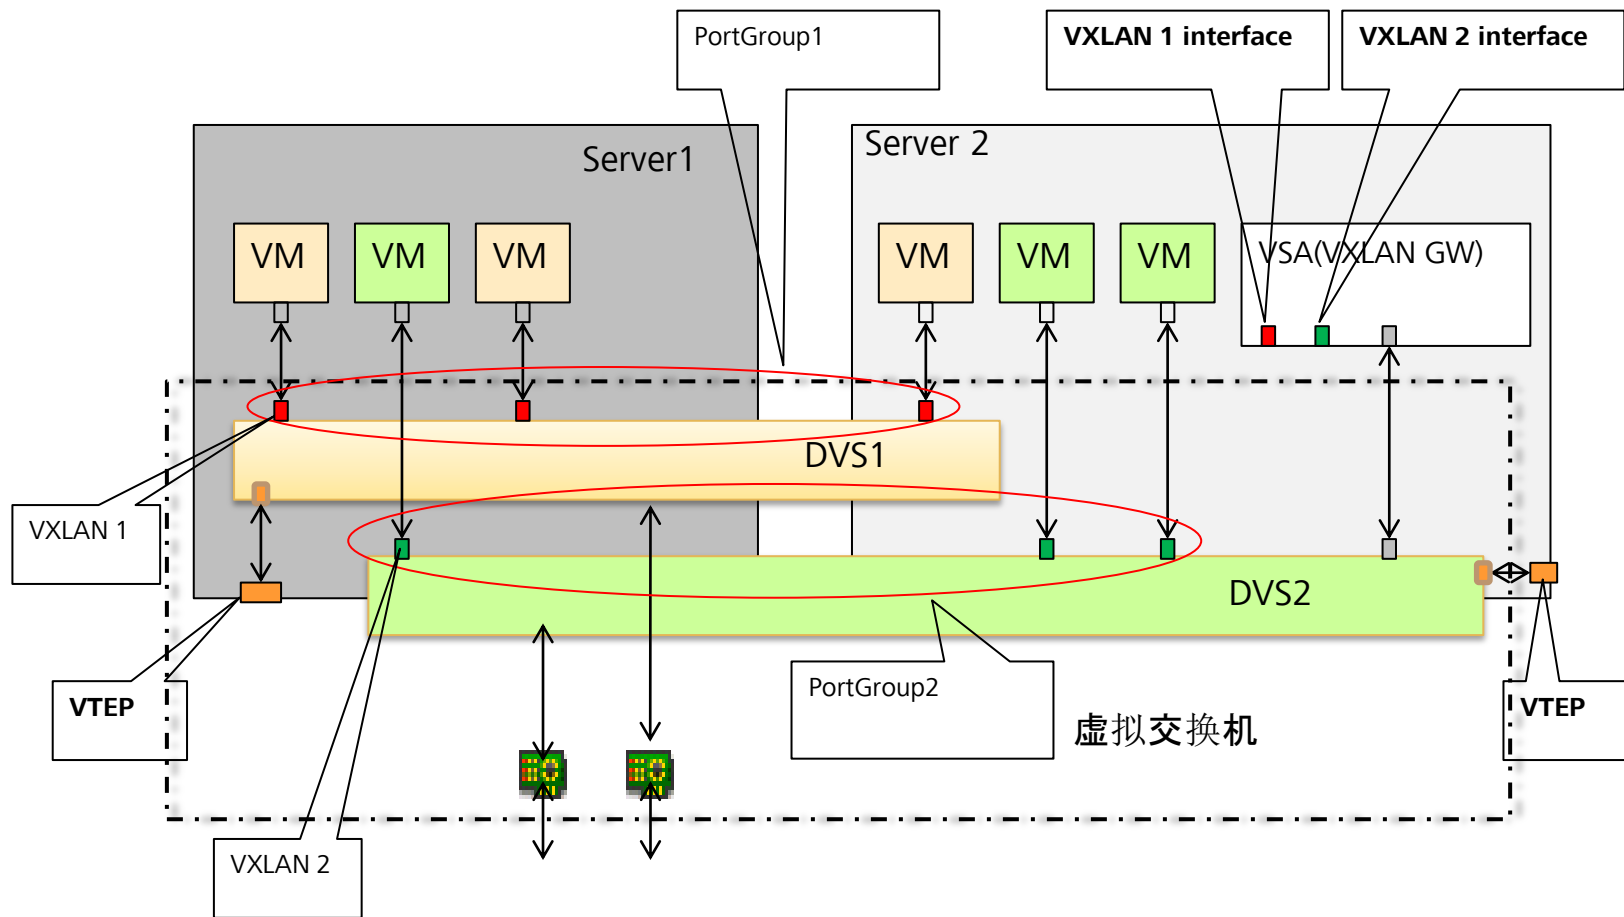 PortGroup1
VXLAN 1 interface
VXLAN 2 interface
Server1
Server 2
VM
VM
VM
VM
VM
VM
VSA(VXLAN GW)
DVS1
VXLAN 1
DVS2
VTEP
PortGroup2
虚拟交换机
VTEP
VXLAN 2